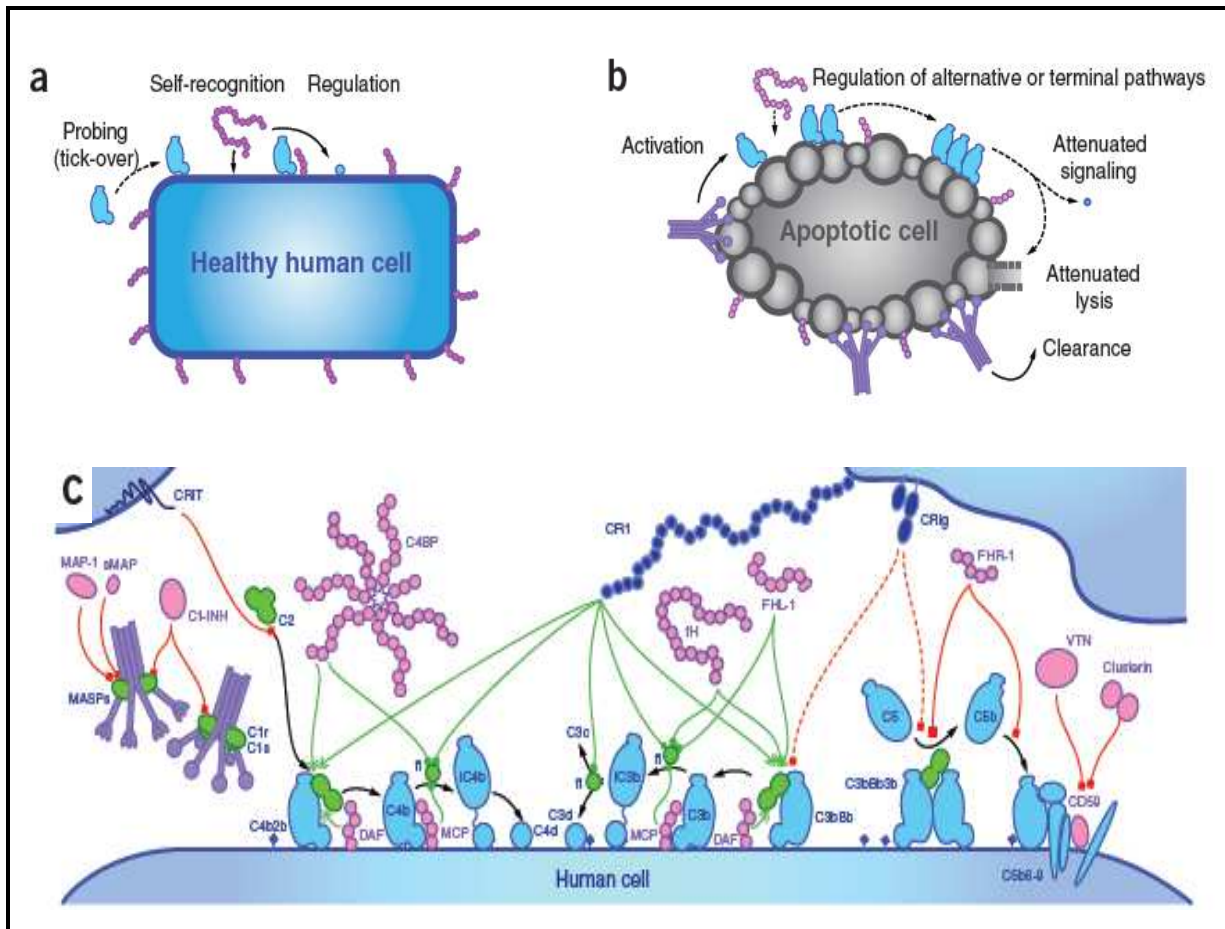 a
Self-recognition
Regulation
Probing
(tick-over)
Healthy human cell
b
Regulation of alternative or terminal pathways
Activation
Attenuated
signaling
Apoptotic cell
Attenuated
lysis
Clearance
c
CRIT
MAP-1
sMAP
C1-INH
C2
C4BP
MASPs
C1r
C1s
CR1
CRIg
fH
FHL-1
FHR-1
VTN
Clusterin
C5
C5b
C3c
fI
fI
fI
iC4b
iC3b
C4b2b
DAF
C4b
MCP
C4d
C3d
MCP
C3b
DAF
C3bBb
C3bBb3b
CD59
C5b6-9
Human cell